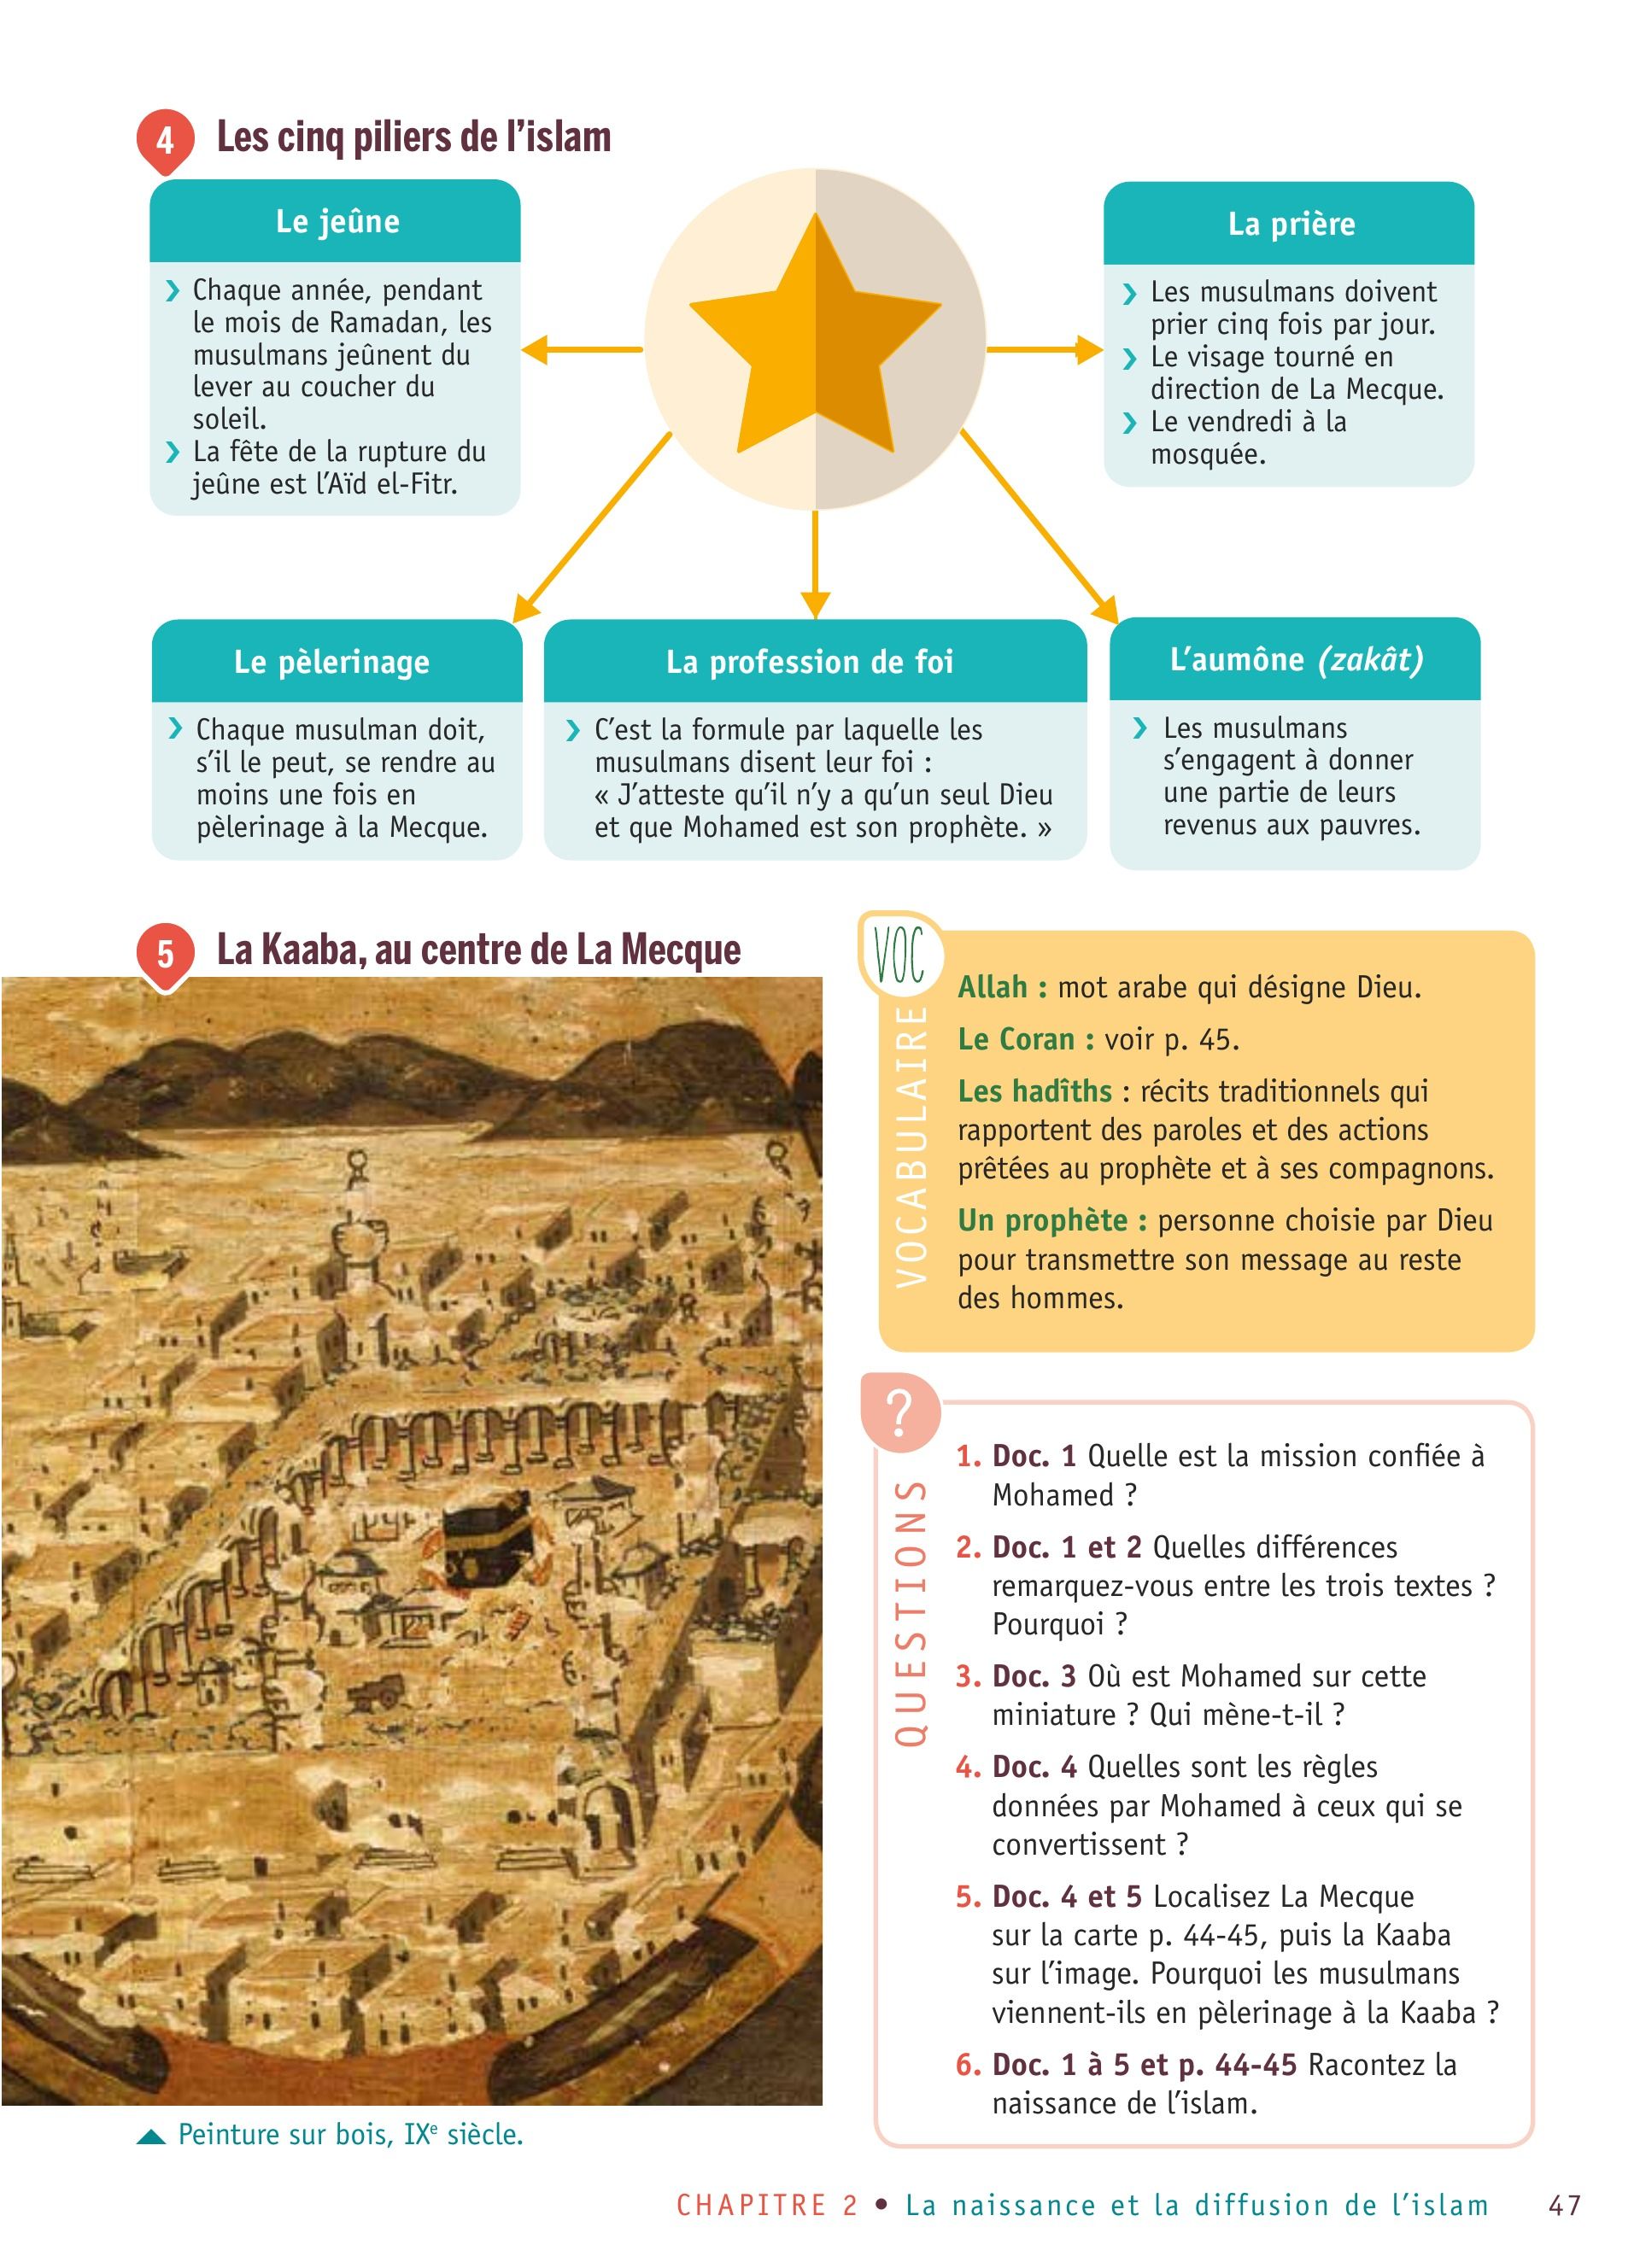 4 Les cinq piliers de l'islam
Le jeûne
› Chaque année, pendant
le mois de Ramadan, les
musulmans jeûnent du
lever au coucher du
soleil.
› La fête de la rupture du
jeûne est l'Aïd el-Fitr.
La prière
› Les musulmans doivent
prier cinq fois par jour.
› Le visage tourné en
direction de La Mecque.
› Le vendredi à la
mosquée.
Le pèlerinage
› Chaque musulman doit,
s'il le peut, se rendre au
moins une fois en
pèlerinage à la Mecque.
La profession de foi
› C'est la formule par laquelle les
musulmans disent leur foi :
« J'atteste qu'il n'y a qu'un seul Dieu
et que Mohamed est son prophète. »
L'aumône (zakât)
› Les musulmans
s'engagent à donner
une partie de leurs
revenus aux pauvres.
5 La Kaaba, au centre de La Mecque
▲ Peinture sur bois, IXe siècle.
VOC
VOCABULAIRE
Allah : mot arabe qui désigne Dieu.
Le Coran : voir p. 45.
Les hadîths : récits traditionnels qui
rapportent des paroles et des actions
prêtées au prophète et à ses compagnons.
Un prophète : personne choisie par Dieu
pour transmettre son message au reste
des hommes.
?
QUESTIONS
1. Doc. 1 Quelle est la mission confiée à
Mohamed ?
2. Doc. 1 et 2 Quelles différences
remarquez-vous entre les trois textes ?
Pourquoi ?
3. Doc. 3 Où est Mohamed sur cette
miniature ? Qui mène-t-il ?
4. Doc. 4 Quelles sont les règles
données par Mohamed à ceux qui se
convertissent ?
5. Doc. 4 et 5 Localisez La Mecque
sur la carte p. 44-45, puis la Kaaba
sur l'image. Pourquoi les musulmans
viennent-ils en pèlerinage à la Kaaba ?
6. Doc. 1 à 5 et p. 44-45 Racontez la
naissance de l'islam.
CHAPITRE 2 • La naissance et la diffusion de l'islam 47